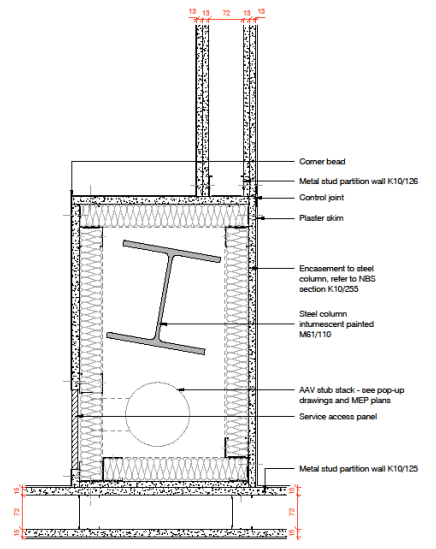 13 13 72 13 13
Corner bead
Metal stud partition wall K10/126
Control joint
Plaster skim
Encasement to steel
column, refer to NBS
section K10/255
Steel column
intumescent painted
M61/110
AAV stub stack - see pop-up
drawings and MEP plans
Service access panel
Metal stud partition wall K10/125
15 15
72 72
15 15